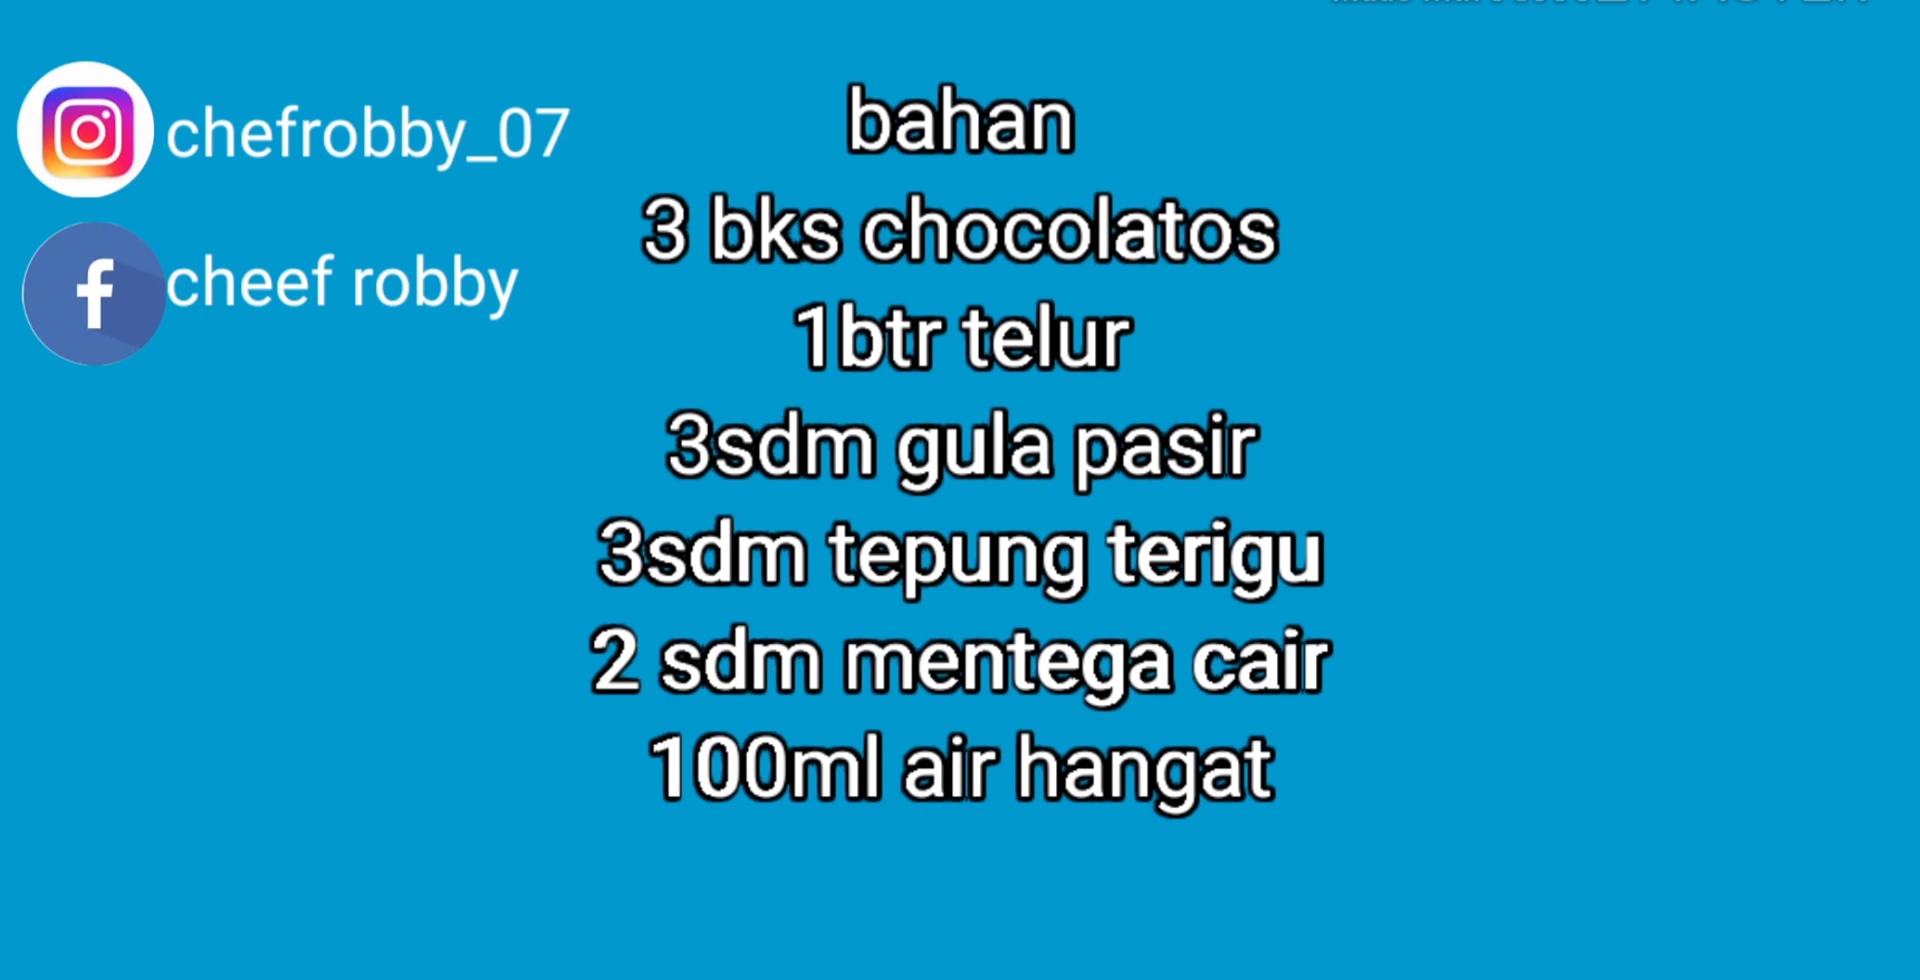 chefrobby_07
cheef robby
bahan
3 bks chocolatos
1btr telur
3sdm gula pasir
3sdm tepung terigu
2 sdm mentega cair
100ml air hangat